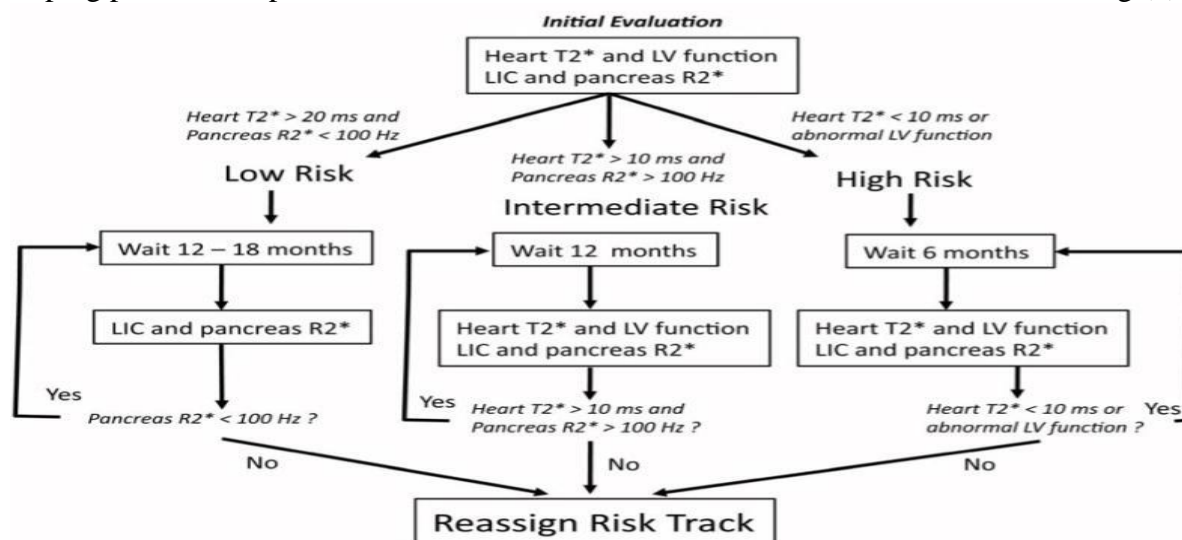 Initial Evaluation
Heart T2* and LV function
LIC and pancreas R2*
Heart T2* > 20 ms and
Pancreas R2* < 100 Hz
Low Risk
Heart T2* > 10 ms and
Pancreas R2* > 100 Hz
Intermediate Risk
Heart T2* < 10 ms or
abnormal LV function
High Risk
Wait 12 – 18 months
Wait 12 months
Wait 6 months
LIC and pancreas R2*
Heart T2* and LV function
LIC and pancreas R2*
Heart T2* and LV function
LIC and pancreas R2*
Yes
Pancreas R2* < 100 Hz ?
Yes
Heart T2* > 10 ms and
Pancreas R2* > 100 Hz ?
Heart T2* < 10 ms or
abnormal LV function ?
Yes
No
No
No
Reassign Risk Track